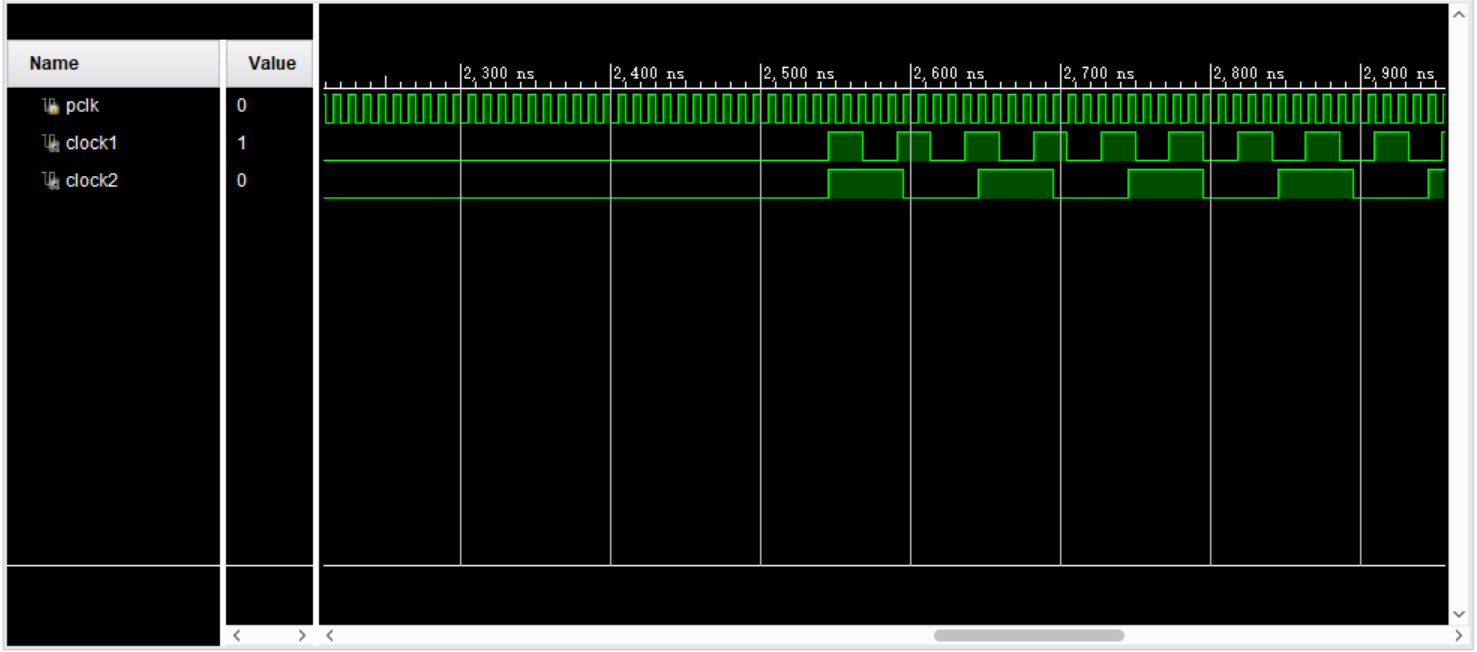 Name Value
2,300 ns 2,400 ns 2,500 ns 2,600 ns 2,700 ns 2,800 ns 2,900 ns
pclk 0
clock1 1
clock2 0